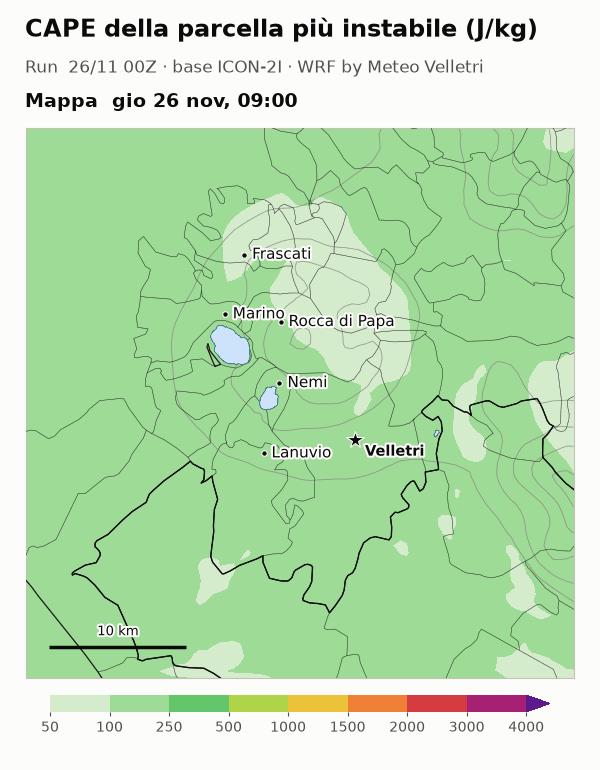 CAPE della parcella più instabile (J/kg)
Run  26/11 00Z · base ICON-2I · WRF by Meteo Velletri
Mappa  gio 26 nov, 09:00
Frascati
Marino
Rocca di Papa
Nemi
Velletri
Lanuvio
10 km
50 100 250 500 1000 1500 2000 3000 4000